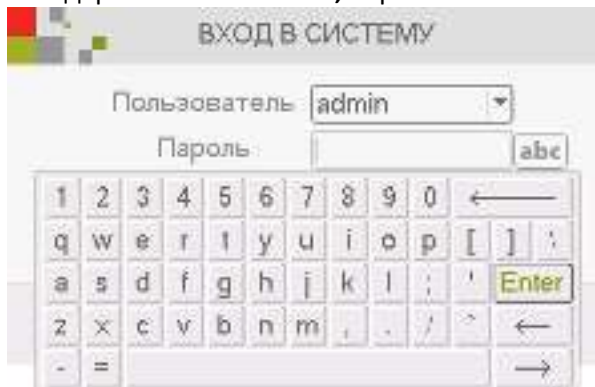 ВХОД В СИСТЕМУ
Пользователь admin
Пароль abc
1 2 3 4 5 6 7 8 9 0 ←
q w e r t y u i o p [ ] \
a s d f g h j k l ; ' Enter
z x c v b n m , . / ←
- = →